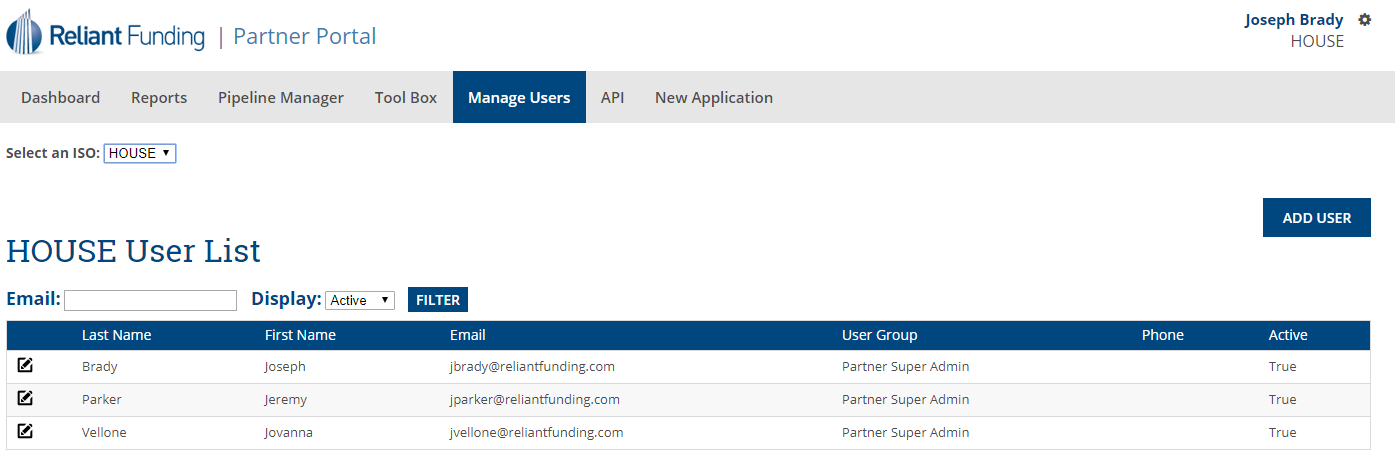 Reliant Funding | Partner Portal
Joseph Brady
HOUSE
Dashboard Reports Pipeline Manager Tool Box Manage Users API New Application
Select an ISO: HOUSE
ADD USER
HOUSE User List
Email: Display: Active FILTER
Last Name First Name Email User Group Phone Active
Brady Joseph jbrady@reliantfunding.com Partner Super Admin True
Parker Jeremy jparker@reliantfunding.com Partner Super Admin True
Vellone Jovanna jvellone@reliantfunding.com Partner Super Admin True